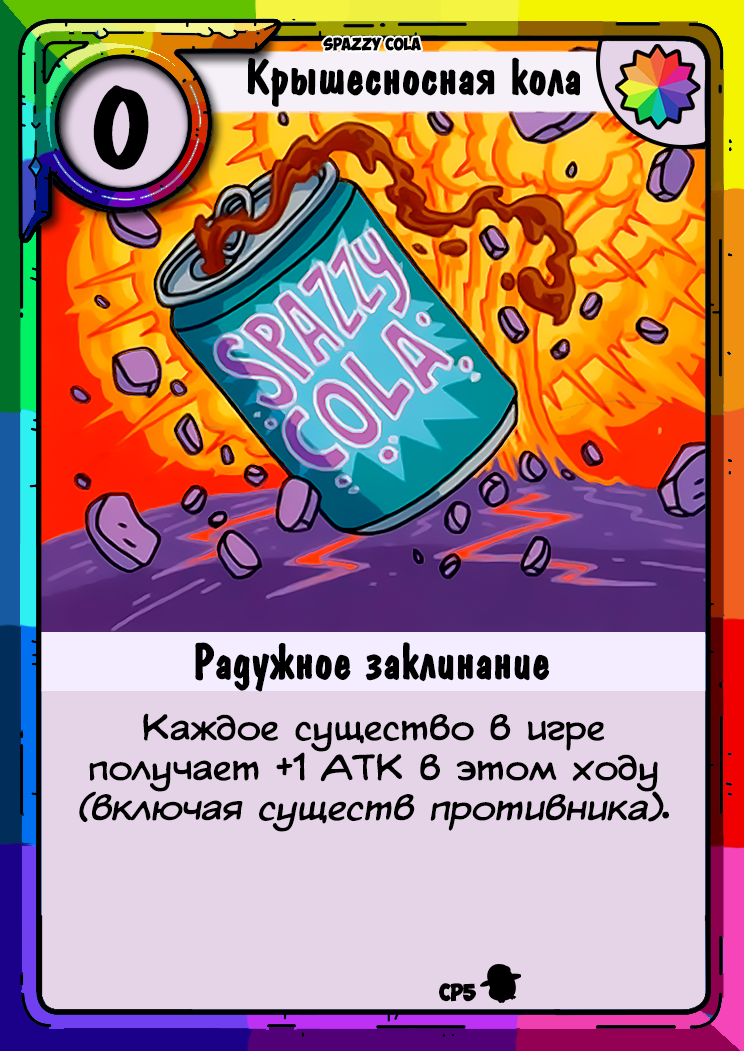 SPAZZY COLA
0
Крышесносная кола
SPAZZY
COLA
Радужное заклинание
Каждое существо в игре
получает +1 АТК в этом ходу
(включая существ противника).
CP5